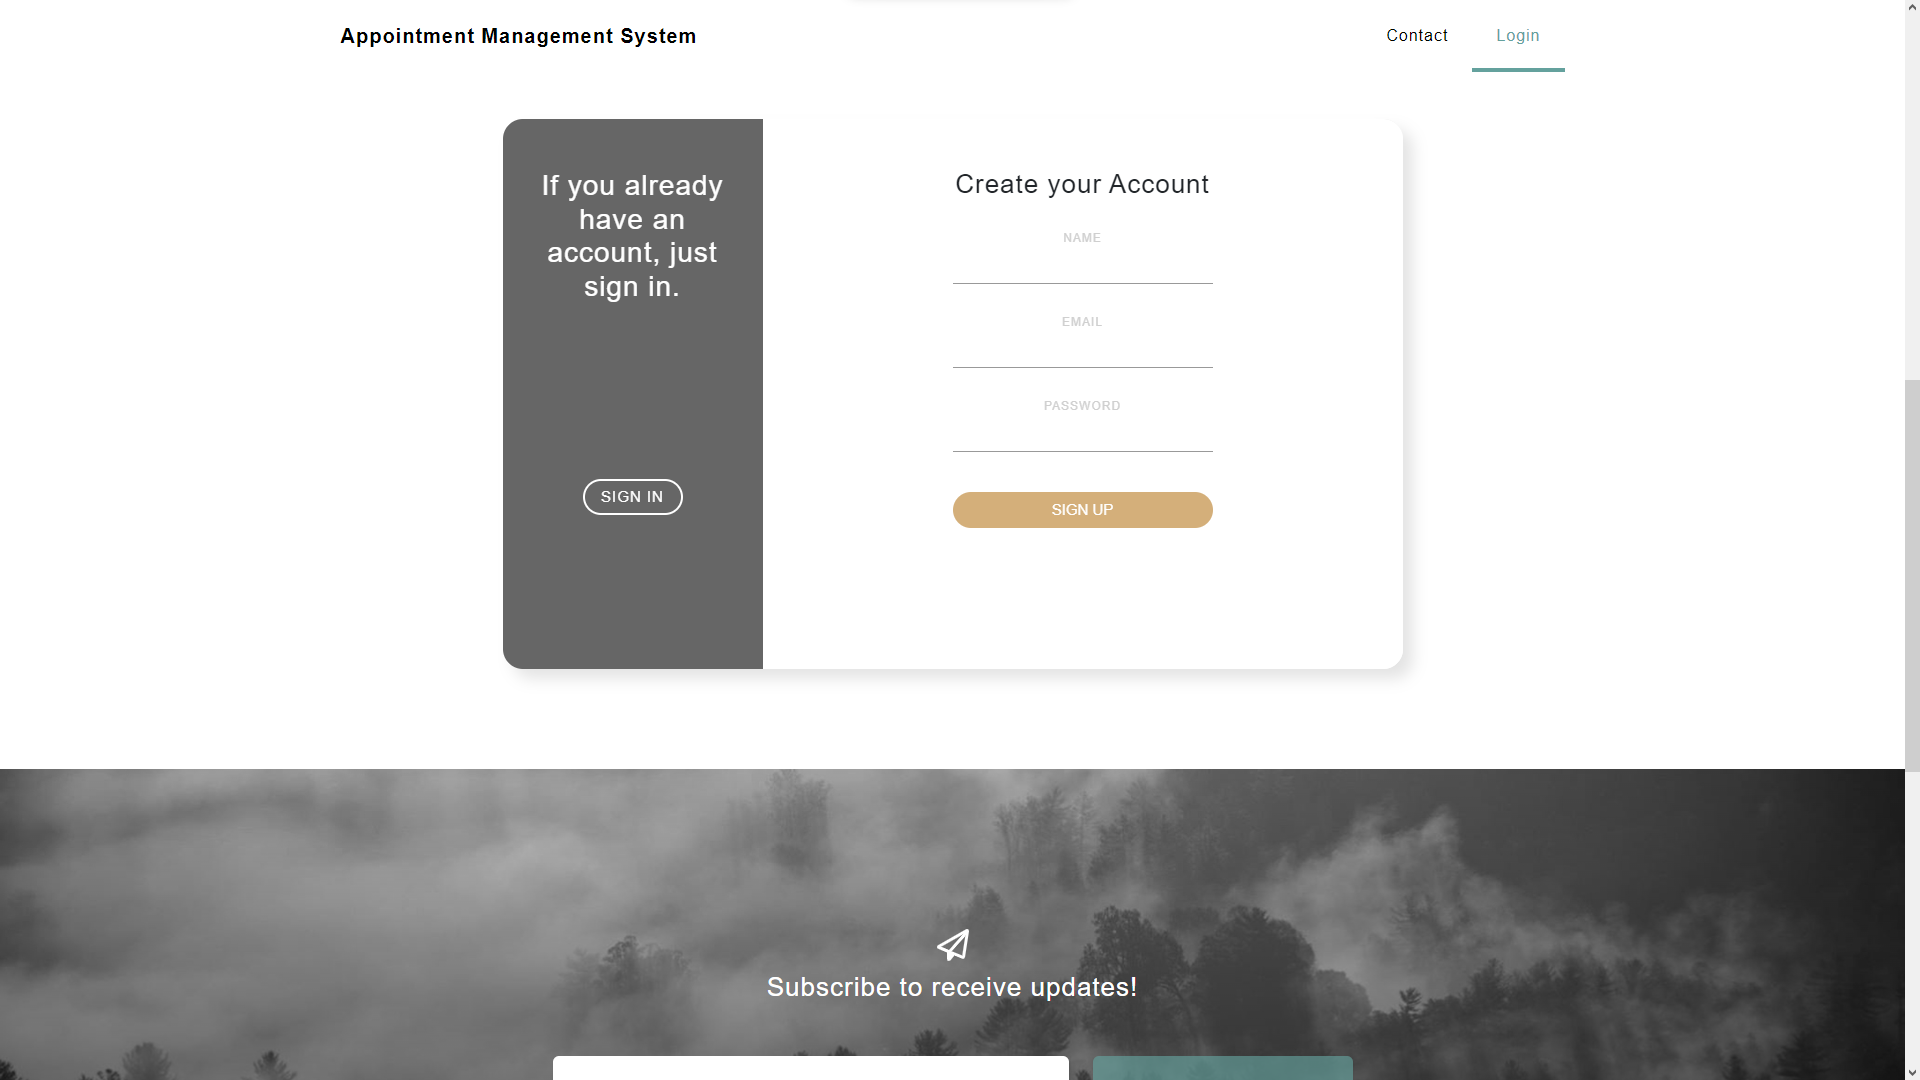 Appointment Management System
Contact
Login
If you already
have an
account, just
sign in.
SIGN IN
Create your Account
NAME
EMAIL
PASSWORD
SIGN UP
Subscribe to receive updates!